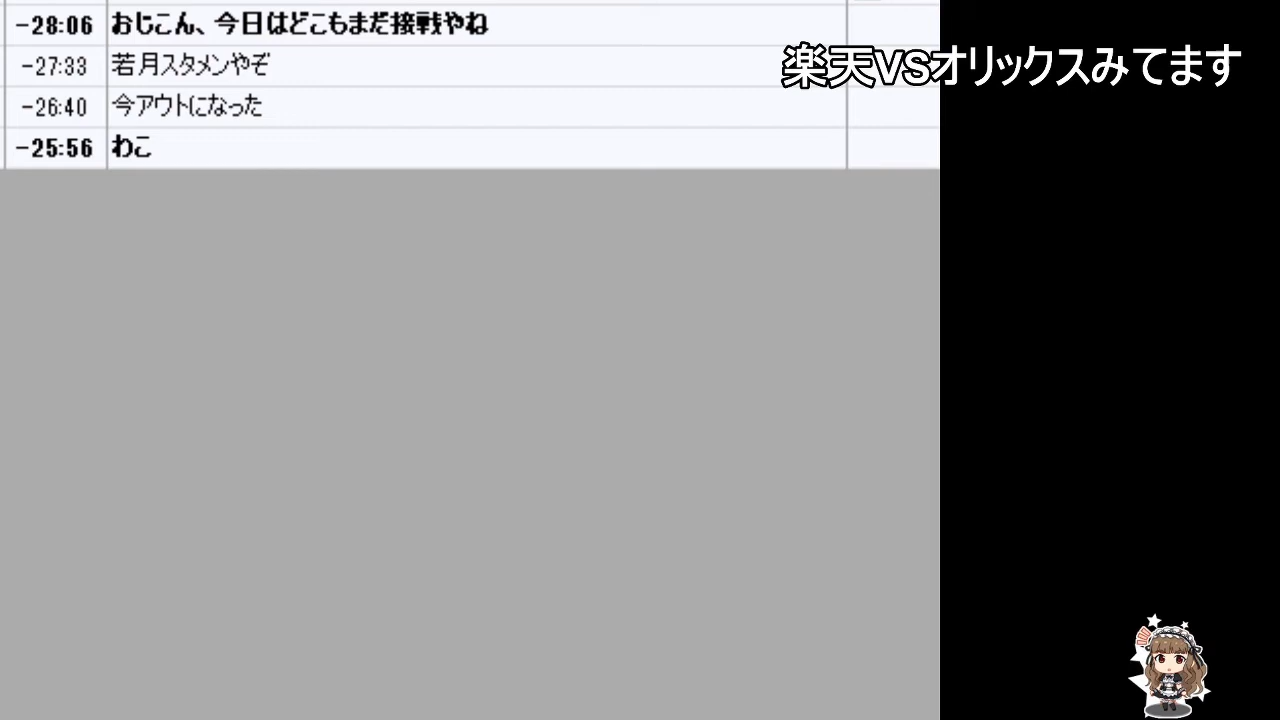 -28:06 おじこん、今日はどこもまだ接戦やね
楽天VSオリックスみてます
-27:33 若月スタメンやぞ
-26:40 今アウトになった
-25:56 わこ